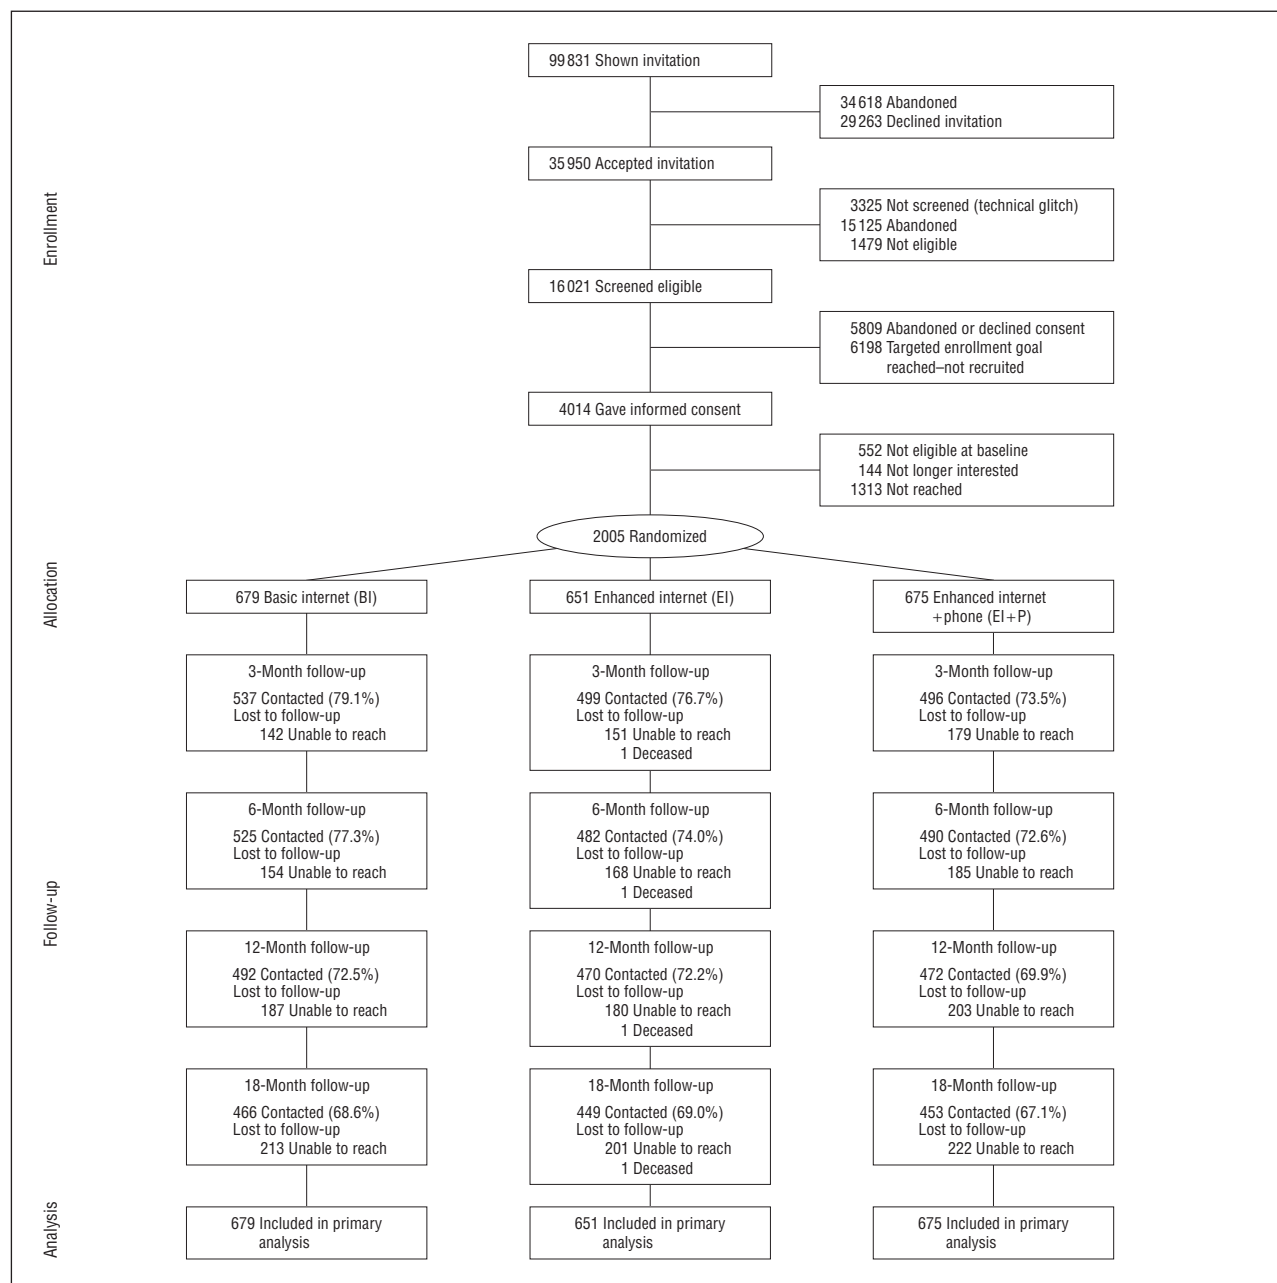 99 831 Shown invitation
34 618 Abandoned
29 263 Declined invitation
35 950 Accepted invitation
Enrollment
3325 Not screened (technical glitch)
15 125 Abandoned
1479 Not eligible
16 021 Screened eligible
5809 Abandoned or declined consent
6198 Targeted enrollment goal
reached–not recruited
4014 Gave informed consent
552 Not eligible at baseline
144 Not longer interested
1313 Not reached
2005 Randomized
Allocation
679 Basic internet (BI)
651 Enhanced internet (EI)
675 Enhanced internet
+phone (EI+P)
Follow-up
3-Month follow-up
537 Contacted (79.1%)
Lost to follow-up
142 Unable to reach
3-Month follow-up
499 Contacted (76.7%)
Lost to follow-up
151 Unable to reach
1 Deceased
3-Month follow-up
496 Contacted (73.5%)
Lost to follow-up
179 Unable to reach
6-Month follow-up
525 Contacted (77.3%)
Lost to follow-up
154 Unable to reach
6-Month follow-up
482 Contacted (74.0%)
Lost to follow-up
168 Unable to reach
1 Deceased
6-Month follow-up
490 Contacted (72.6%)
Lost to follow-up
185 Unable to reach
12-Month follow-up
492 Contacted (72.5%)
Lost to follow-up
187 Unable to reach
12-Month follow-up
470 Contacted (72.2%)
Lost to follow-up
180 Unable to reach
1 Deceased
12-Month follow-up
472 Contacted (69.9%)
Lost to follow-up
203 Unable to reach
18-Month follow-up
466 Contacted (68.6%)
Lost to follow-up
213 Unable to reach
18-Month follow-up
449 Contacted (69.0%)
Lost to follow-up
201 Unable to reach
1 Deceased
18-Month follow-up
453 Contacted (67.1%)
Lost to follow-up
222 Unable to reach
Analysis
679 Included in primary
analysis
651 Included in primary
analysis
675 Included in primary
analysis